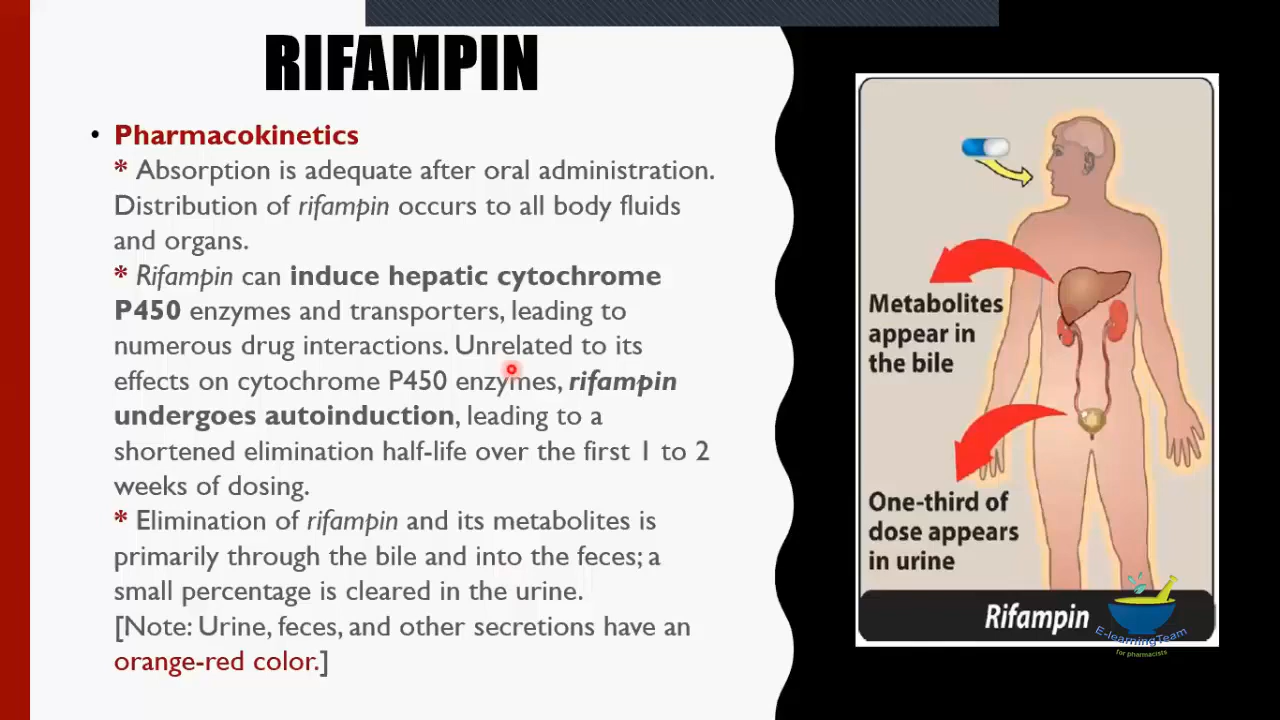 RIFAMPIN
• Pharmacokinetics
* Absorption is adequate after oral administration.
Distribution of rifampin occurs to all body fluids
and organs.
* Rifampin can induce hepatic cytochrome
P450 enzymes and transporters, leading to
numerous drug interactions. Unrelated to its
effects on cytochrome P450 enzymes, rifampin
undergoes autoinduction, leading to a
shortened elimination half-life over the first 1 to 2
weeks of dosing.
* Elimination of rifampin and its metabolites is
primarily through the bile and into the feces; a
small percentage is cleared in the urine.
[Note: Urine, feces, and other secretions have an
orange-red color.]
Metabolites
appear in
the bile
One-third of
dose appears
in urine
Rifampin
E-learningTeam
for pharmacists